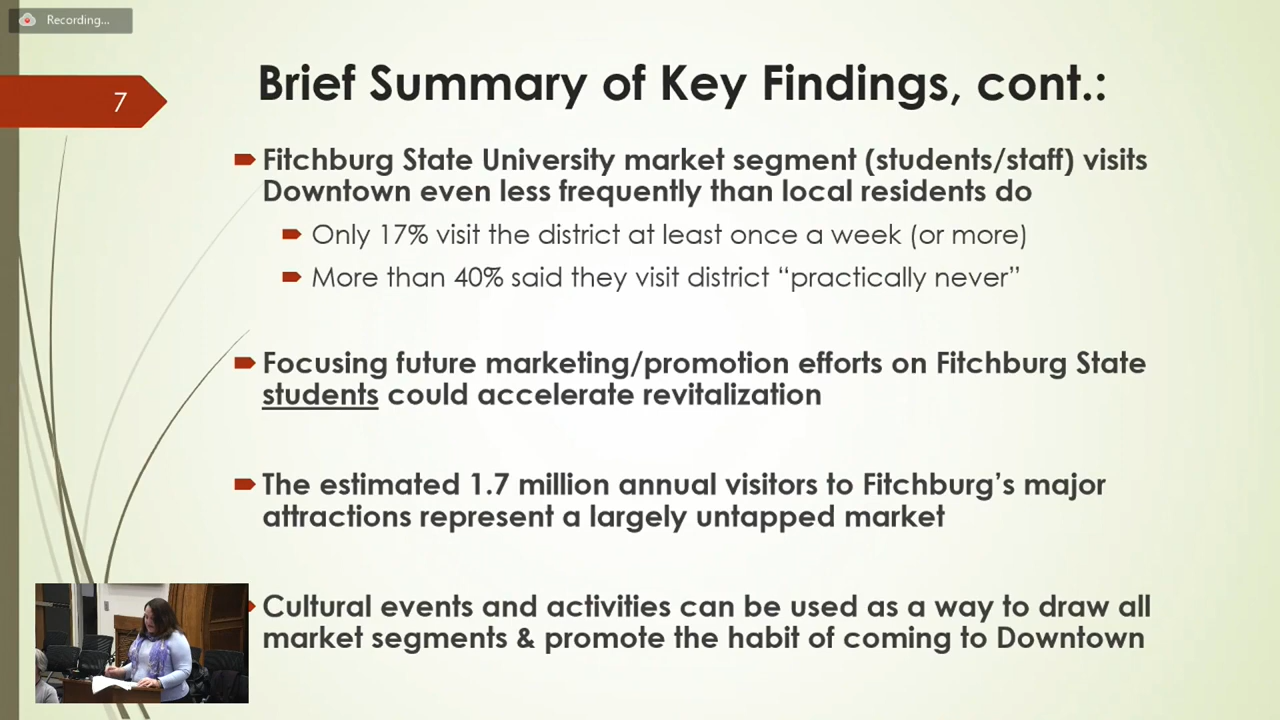 Recording...
7
Brief Summary of Key Findings, cont.:
Fitchburg State University market segment (students/staff) visits
Downtown even less frequently than local residents do
Only 17% visit the district at least once a week (or more)
More than 40% said they visit district “practically never”
Focusing future marketing/promotion efforts on Fitchburg State
students could accelerate revitalization
The estimated 1.7 million annual visitors to Fitchburg’s major
attractions represent a largely untapped market
Cultural events and activities can be used as a way to draw all
market segments & promote the habit of coming to Downtown